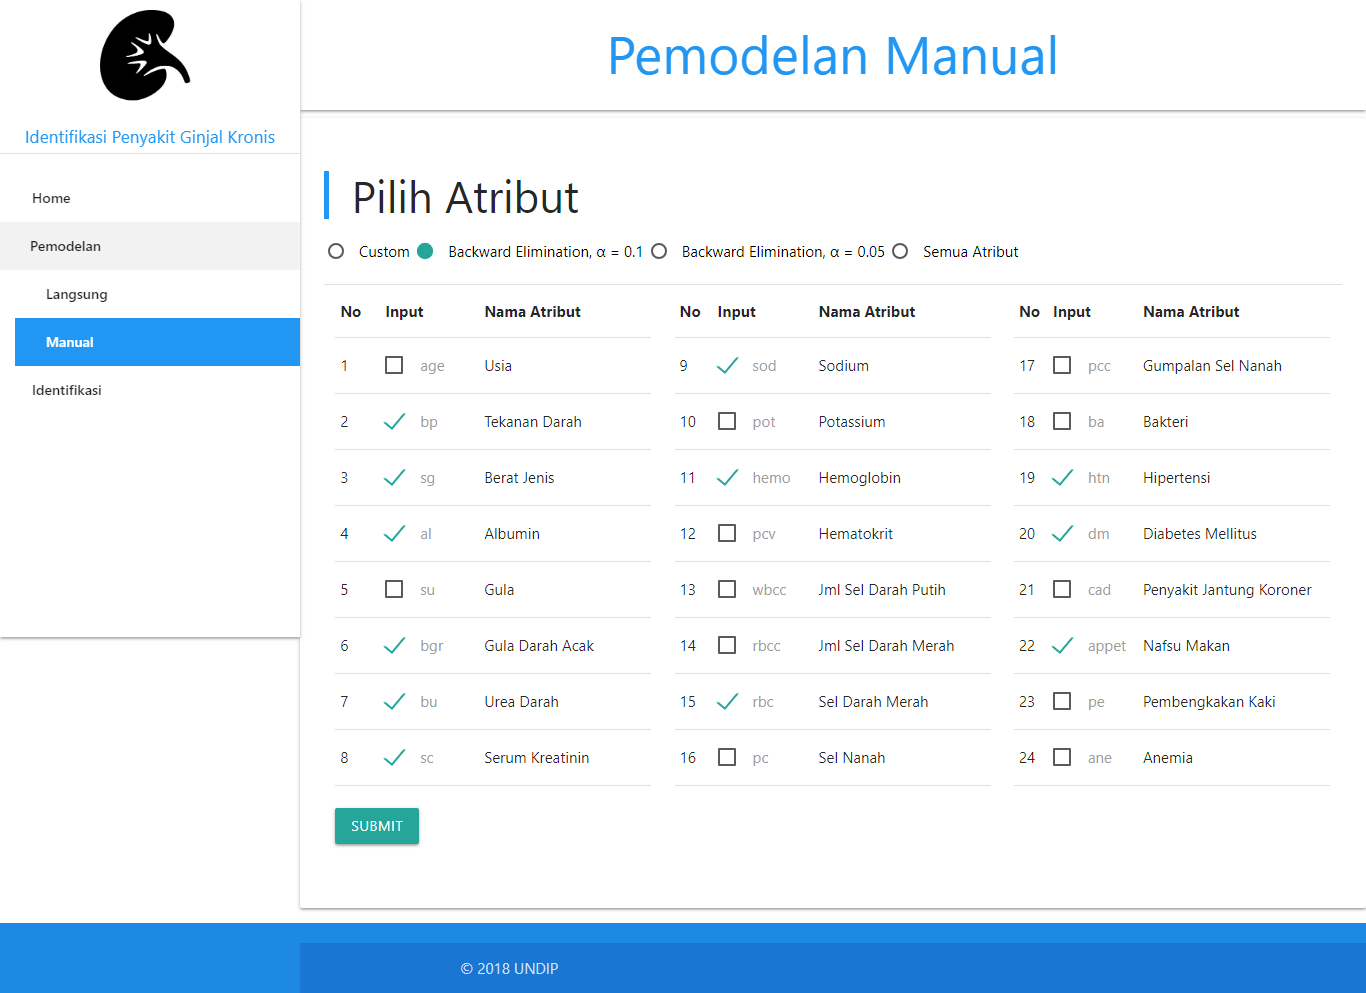 Identifikasi Penyakit Ginjal Kronis
Home
Pemodelan
Langsung
Manual
Identifikasi
Pemodelan Manual
Pilih Atribut
Custom Backward Elimination, α = 0.1 Backward Elimination, α = 0.05 Semua Atribut
No Input Nama Atribut
1 age Usia
2 bp Tekanan Darah
3 sg Berat Jenis
4 al Albumin
5 su Gula
6 bgr Gula Darah Acak
7 bu Urea Darah
8 sc Serum Kreatinin
No Input Nama Atribut
9 sod Sodium
10 pot Potassium
11 hemo Hemoglobin
12 pcv Hematokrit
13 wbcc Jml Sel Darah Putih
14 rbcc Jml Sel Darah Merah
15 rbc Sel Darah Merah
16 pc Sel Nanah
No Input Nama Atribut
17 pcc Gumpalan Sel Nanah
18 ba Bakteri
19 htn Hipertensi
20 dm Diabetes Mellitus
21 cad Penyakit Jantung Koroner
22 appet Nafsu Makan
23 pe Pembengkakan Kaki
24 ane Anemia
SUBMIT
© 2018 UNDIP